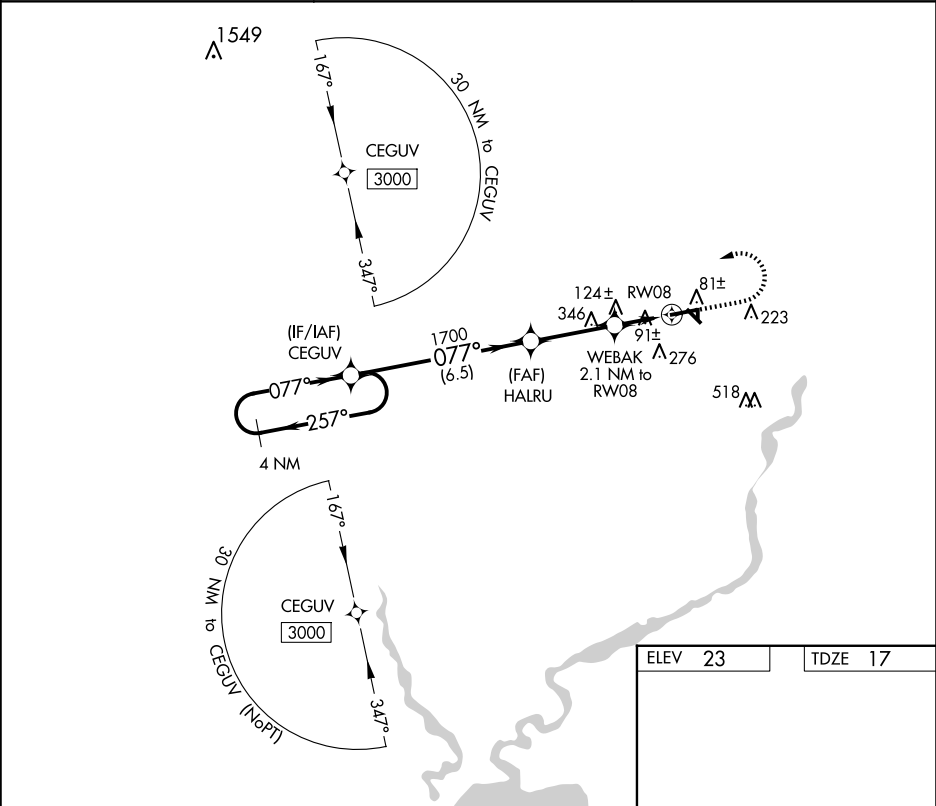 1549
167°
30 NM to CEGUV
CEGUV
3000
347°
(IF/IAF)
CEGUV
1700
077°
(6.5)
077°
257°
4 NM
(FAF)
HALRU
346
124±
RW08
81±
91±
223
276
WEBAK
2.1 NM to
RW08
518
167°
CEGUV
3000
30 NM to CEGUV (NoPT)
347°
ELEV 23
TDZE 17